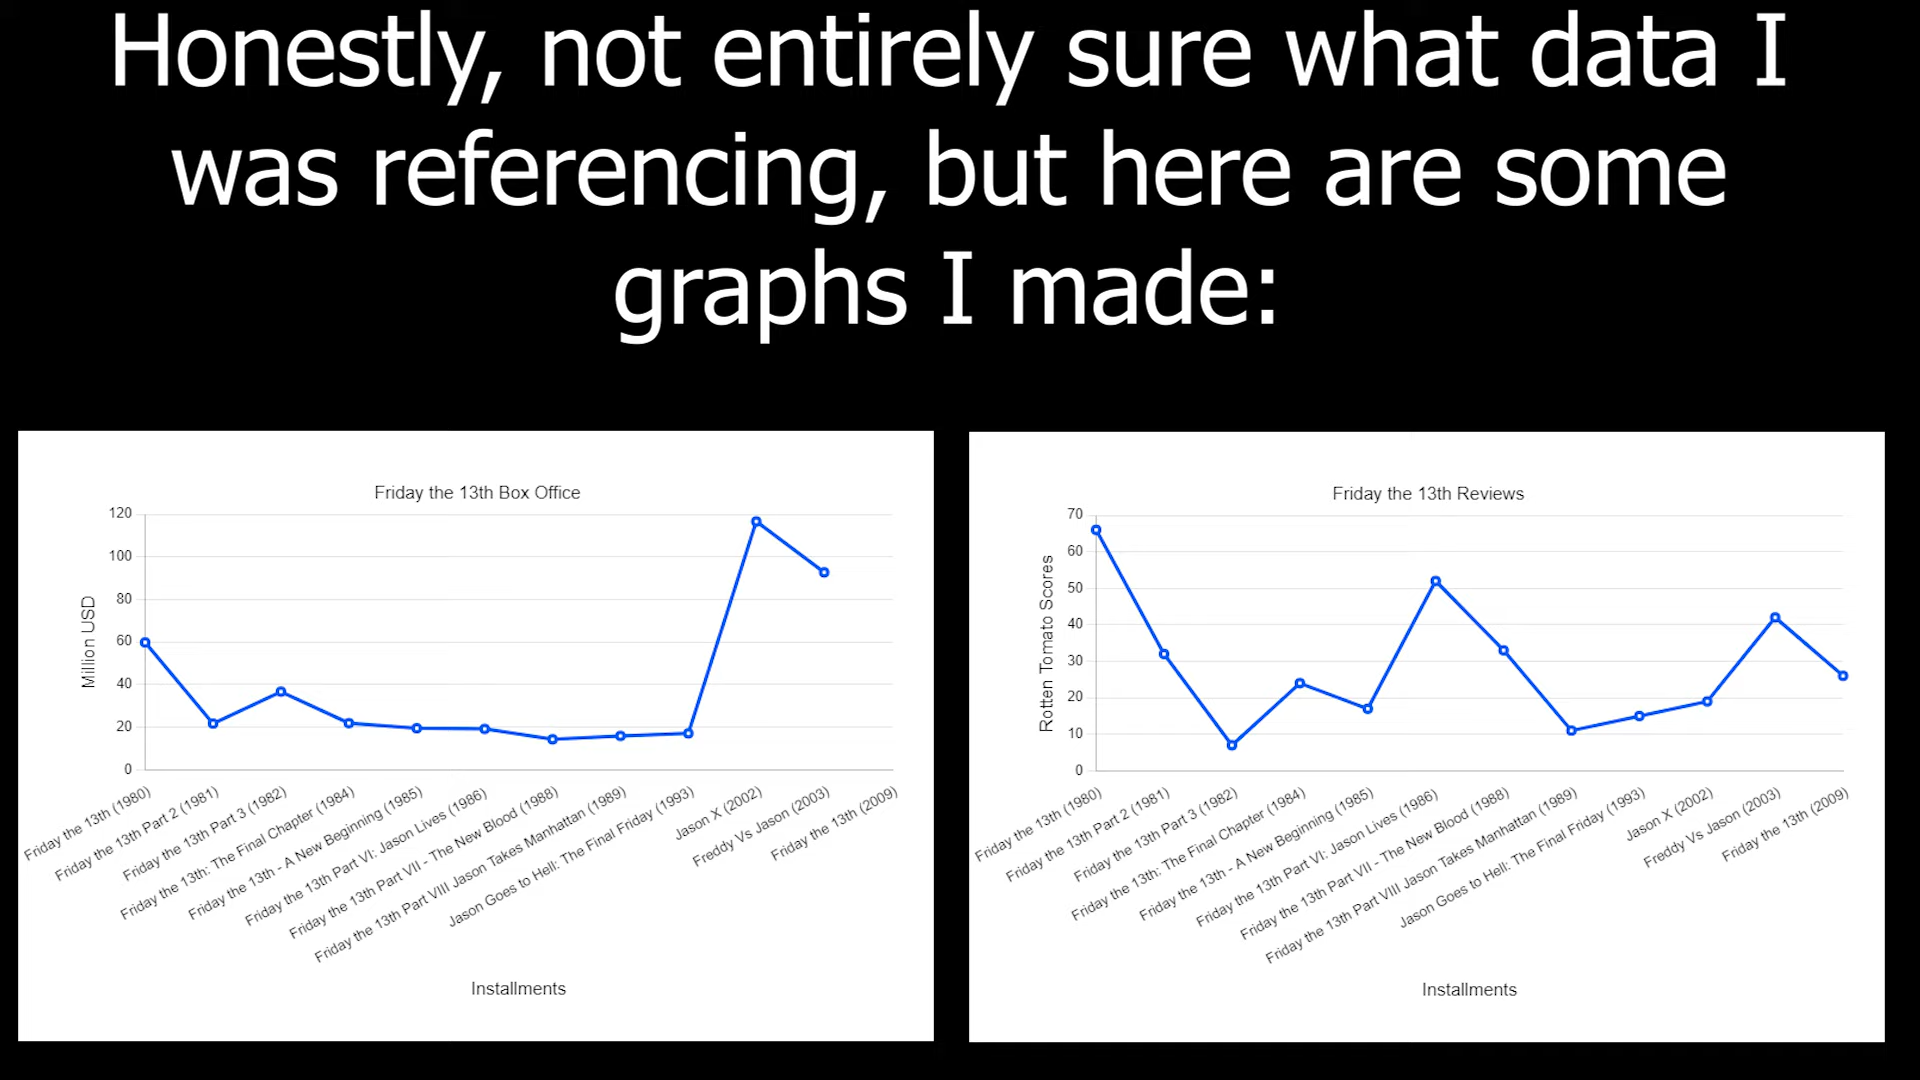 Honestly, not entirely sure what data I
was referencing, but here are some
graphs I made:
Friday the 13th Box Office
Million USD
120
100
80
60
40
20
0
Friday the 13th (1980)
Friday the 13th Part 2 (1981)
Friday the 13th Part 3 (1982)
Friday the 13th: The Final Chapter (1984)
Friday the 13th - A New Beginning (1985)
Friday the 13th Part VI: Jason Lives (1986)
Friday the 13th Part VII - The New Blood (1988)
Friday the 13th Part VIII Jason Takes Manhattan (1989)
Jason Goes to Hell: The Final Friday (1993)
Jason X (2002)
Freddy Vs Jason (2003)
Friday the 13th (2009)
Installments
Friday the 13th Reviews
Rotten Tomato Scores
70
60
50
40
30
20
10
0
Friday the 13th (1980)
Friday the 13th Part 2 (1981)
Friday the 13th Part 3 (1982)
Friday the 13th: The Final Chapter (1984)
Friday the 13th - A New Beginning (1985)
Friday the 13th Part VI: Jason Lives (1986)
Friday the 13th Part VII - The New Blood (1988)
Friday the 13th Part VIII Jason Takes Manhattan (1989)
Jason Goes to Hell: The Final Friday (1993)
Jason X (2002)
Freddy Vs Jason (2003)
Friday the 13th (2009)
Installments